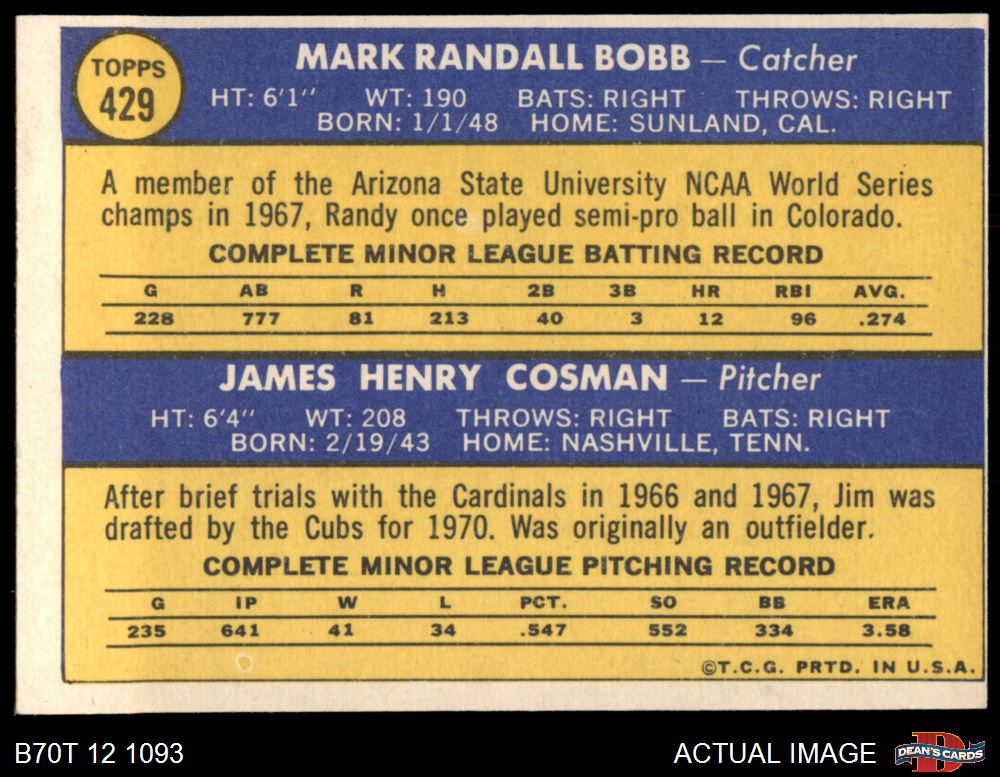 TOPPS
429
MARK RANDALL BOBB — Catcher
HT: 6'1" WT: 190 BATS: RIGHT THROWS: RIGHT
BORN: 1/1/48 HOME: SUNLAND, CAL.
A member of the Arizona State University NCAA World Series
champs in 1967, Randy once played semi-pro ball in Colorado.
COMPLETE MINOR LEAGUE BATTING RECORD
G AB R H 2B 3B HR RBI AVG.
228 777 81 213 40 3 12 96 .274
JAMES HENRY COSMAN — Pitcher
HT: 6'4" WT: 208 THROWS: RIGHT BATS: RIGHT
BORN: 2/19/43 HOME: NASHVILLE, TENN.
After brief trials with the Cardinals in 1966 and 1967, Jim was
drafted by the Cubs for 1970. Was originally an outfielder.
COMPLETE MINOR LEAGUE PITCHING RECORD
G IP W L PCT. SO BB ERA
235 641 41 34 .547 552 334 3.58
©T.C.G. PRTD. IN U.S.A.
B70T 12 1093 ACTUAL IMAGE
D
DEAN'S CARDS